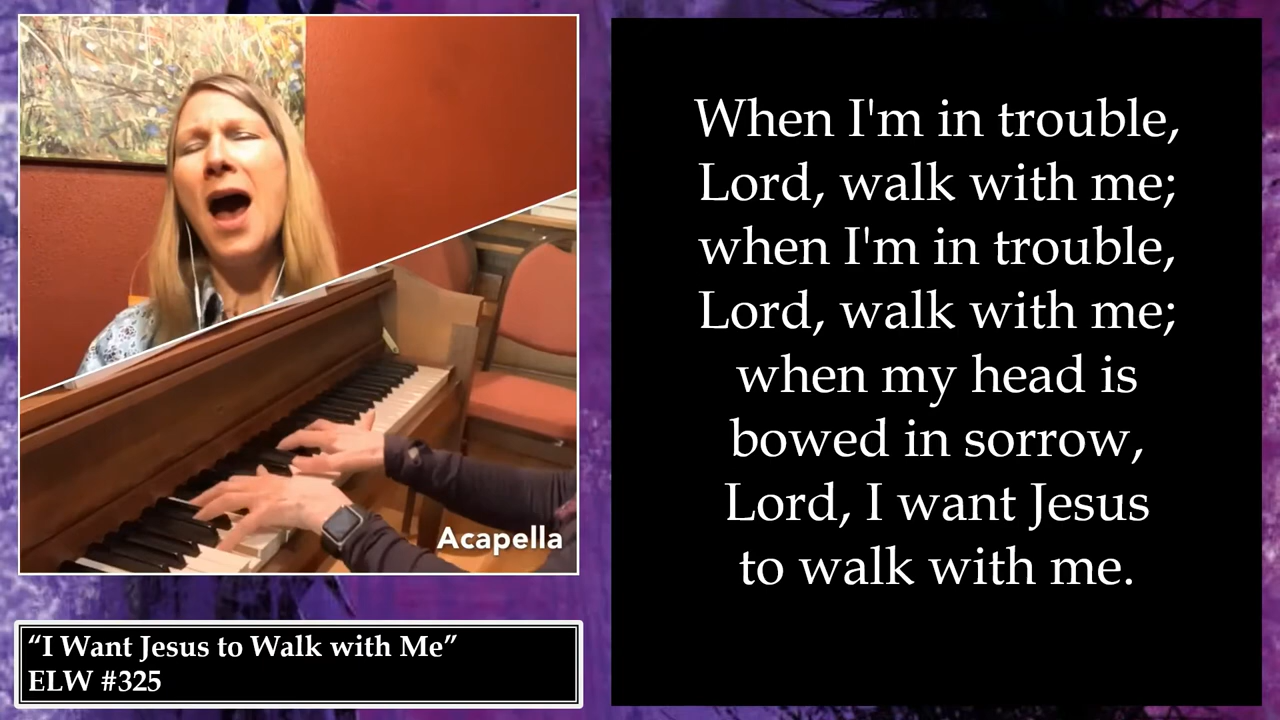 When I'm in trouble,
Lord, walk with me;
when I'm in trouble,
Lord, walk with me;
when my head is
bowed in sorrow,
Lord, I want Jesus
to walk with me.
Acapella
“I Want Jesus to Walk with Me”
ELW #325